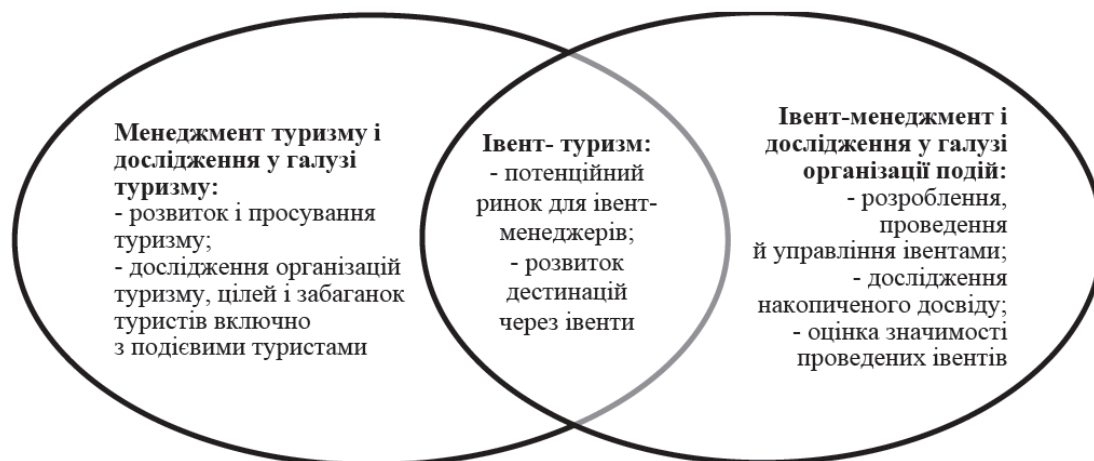 Менеджмент туризму і
дослідження у галузі
туризму:
- розвиток і просування
туризму;
- дослідження організацій
туризму, цілей і забаганок
туристів включно
з подієвими туристами
Івент- туризм:
- потенційний
ринок для івент-
менеджерів;
- розвиток
дестинацій
через івенти
Івент-менеджмент і
дослідження у галузі
організації подій:
- розроблення,
проведення
й управління івентами;
- дослідження
накопиченого досвіду;
- оцінка значимості
проведених івентів